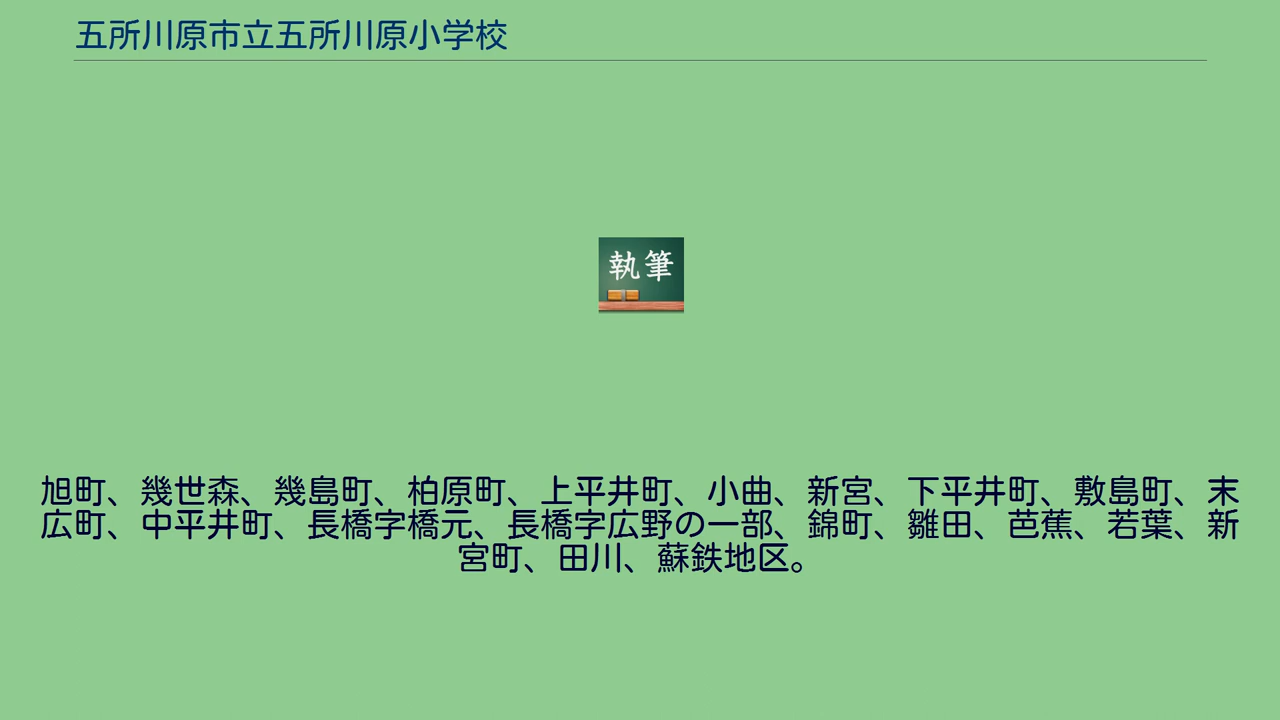 五所川原市立五所川原小学校
執筆
旭町、幾世森、幾島町、柏原町、上平井町、小曲、新宮、下平井町、敷島町、末
広町、中平井町、長橋字橋元、長橋字広野の一部、錦町、雛田、芭蕉、若葉、新
宮町、田川、蘇鉄地区。